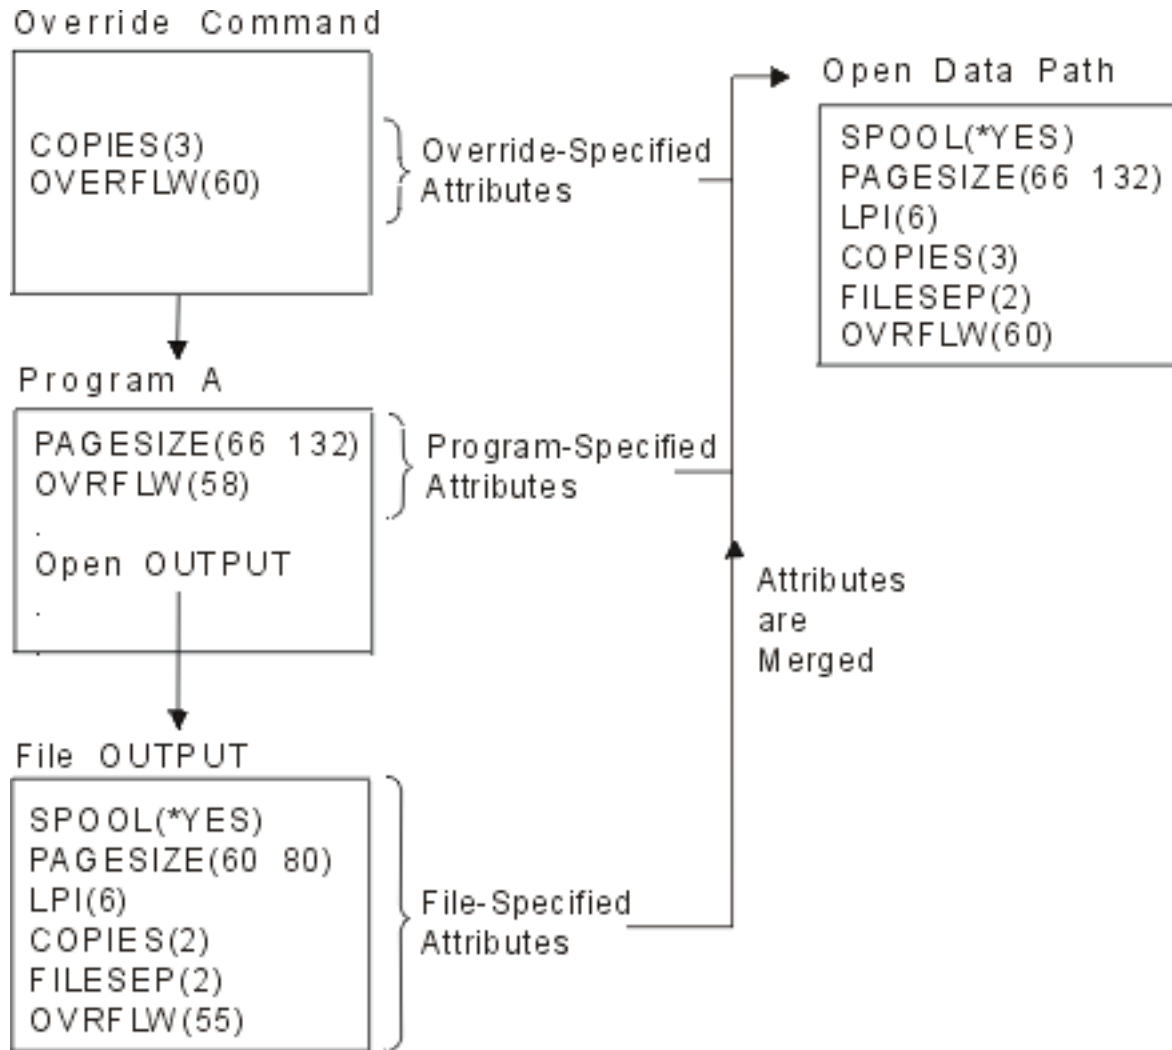 Override Command
COPIES(3)
OVERFLW(60)
Override-Specified
Attributes
Program A
PAGESIZE(66 132)
OVRFLW(58)
.
Open OUTPUT
.
.
Program-Specified
Attributes
File OUTPUT
SPOOL(*YES)
PAGESIZE(60 80)
LPI(6)
COPIES(2)
FILESEP(2)
OVRFLW(55)
File-Specified
Attributes
Attributes
are
Merged
Open Data Path
SPOOL(*YES)
PAGESIZE(66 132)
LPI(6)
COPIES(3)
FILESEP(2)
OVRFLW(60)